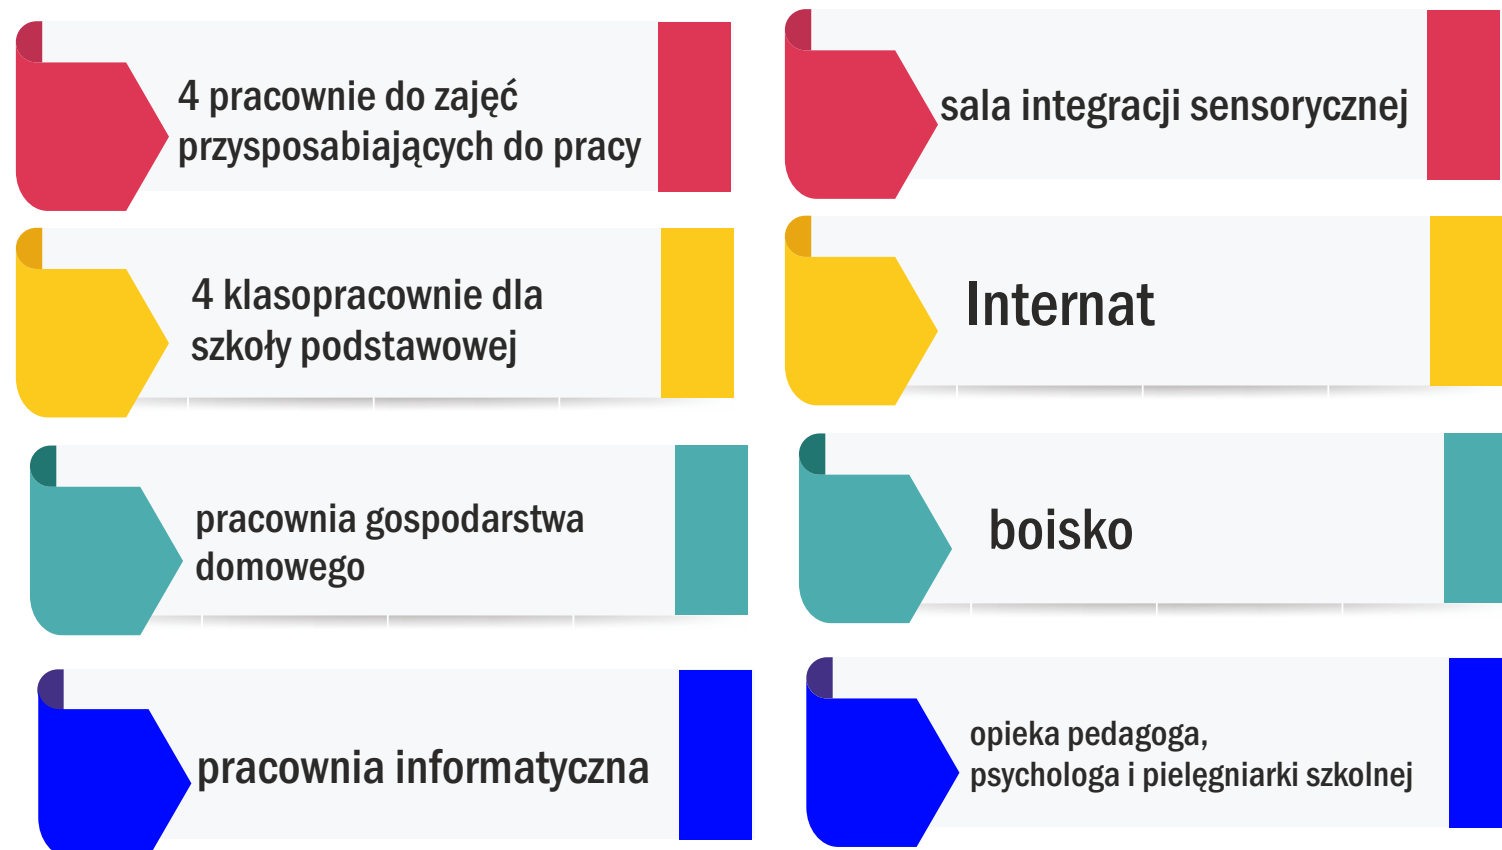 4 pracownie do zajęć
przysposabiających do pracy
4 klasopracownie dla
szkoły podstawowej
pracownia gospodarstwa
domowego
pracownia informatyczna
sala integracji sensorycznej
Internat
boisko
opieka pedagoga,
psychologa i pielęgniarki szkolnej